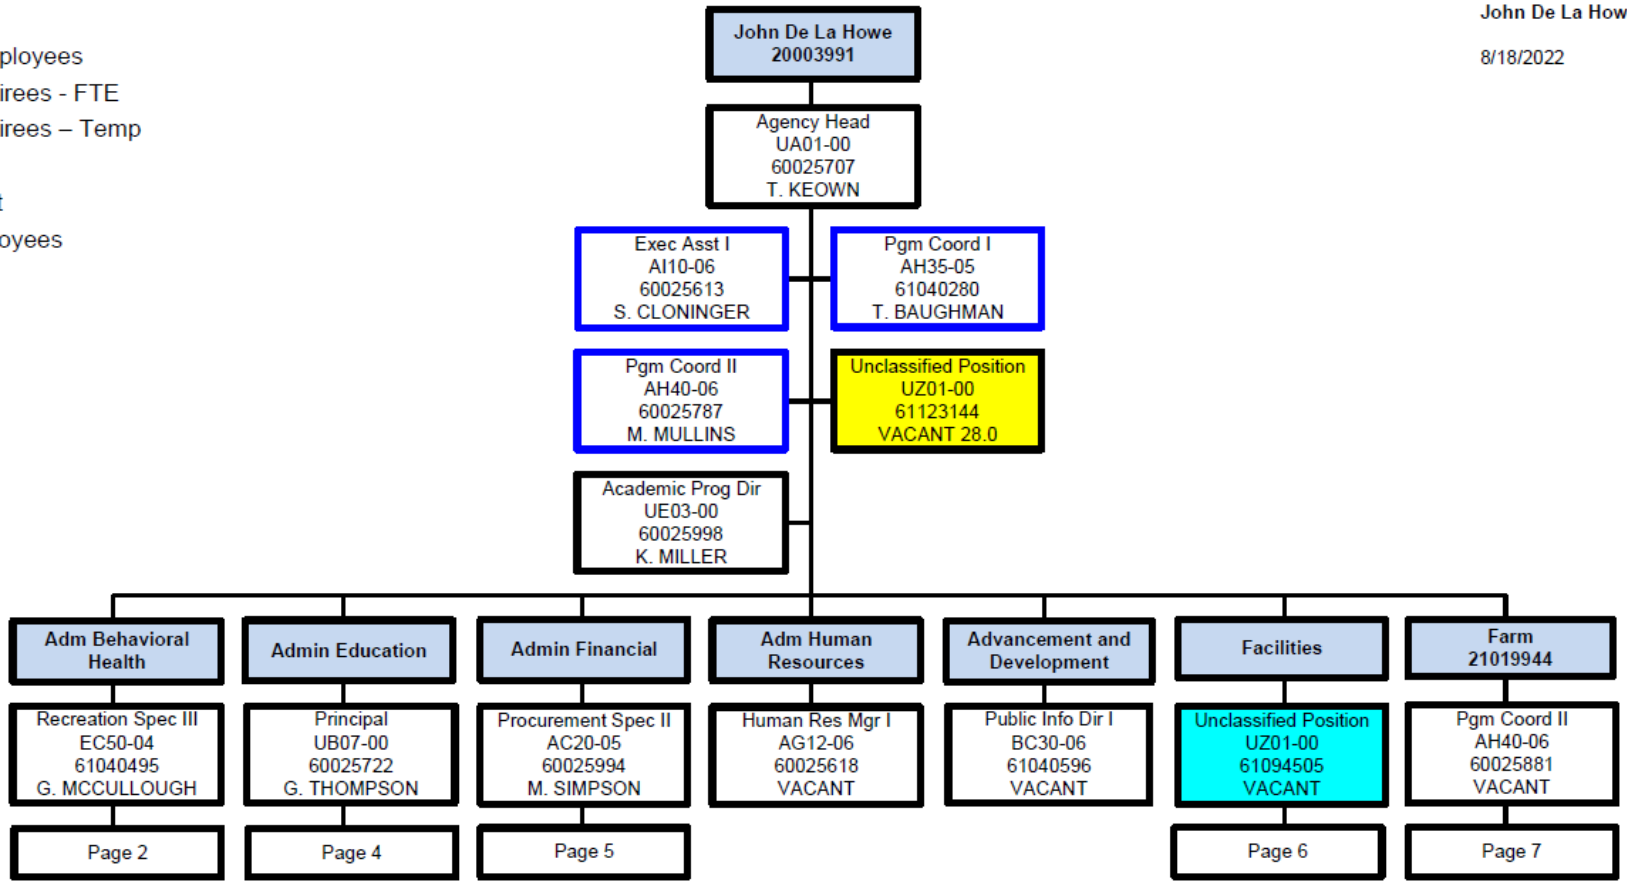 John De La How
8/18/2022
ployees
irees - FTE
irees – Temp
t
oyees
John De La Howe
20003991
Agency Head
UA01-00
60025707
T. KEOWN
Exec Asst I
AI10-06
60025613
S. CLONINGER
Pgm Coord I
AH35-05
61040280
T. BAUGHMAN
Pgm Coord II
AH40-06
60025787
M. MULLINS
Unclassified Position
UZ01-00
61123144
VACANT 28.0
Academic Prog Dir
UE03-00
60025998
K. MILLER
Adm Behavioral
Health
Recreation Spec III
EC50-04
61040495
G. MCCULLOUGH
Page 2
Admin Education
Principal
UB07-00
60025722
G. THOMPSON
Page 4
Admin Financial
Procurement Spec II
AC20-05
60025994
M. SIMPSON
Page 5
Adm Human
Resources
Human Res Mgr I
AG12-06
60025618
VACANT
Advancement and
Development
Public Info Dir I
BC30-06
61040596
VACANT
Facilities
Unclassified Position
UZ01-00
61094505
VACANT
Page 6
Farm
21019944
Pgm Coord II
AH40-06
60025881
VACANT
Page 7